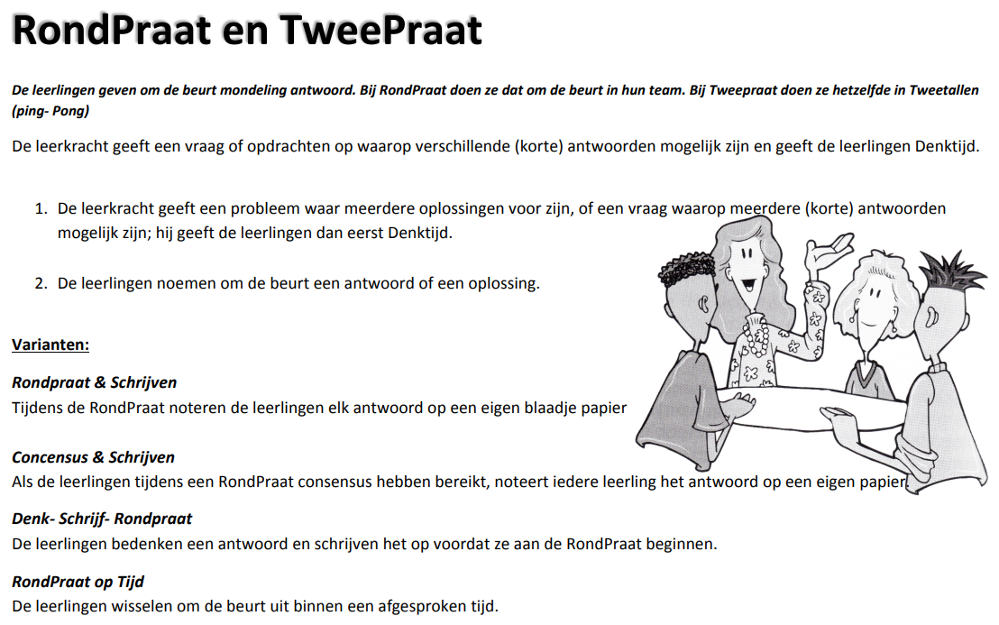 RondPraat en TweePraat
De leerlingen geven om de beurt mondeling antwoord. Bij RondPraat doen ze dat om de beurt in hun team. Bij Tweepraat doen ze hetzelfde in Tweetallen
(ping- Pong)
De leerkracht geeft een vraag of opdrachten op waarop verschillende (korte) antwoorden mogelijk zijn en geeft de leerlingen Denktijd.
1. De leerkracht geeft een probleem waar meerdere oplossingen voor zijn, of een vraag waarop meerdere (korte) antwoorden
mogelijk zijn; hij geeft de leerlingen dan eerst Denktijd.
2. De leerlingen noemen om de beurt een antwoord of een oplossing.
Varianten:
Rondpraat & Schrijven
Tijdens de RondPraat noteren de leerlingen elk antwoord op een eigen blaadje papier
Concensus & Schrijven
Als de leerlingen tijdens een RondPraat consensus hebben bereikt, noteert iedere leerling het antwoord op een eigen papier.
Denk- Schrijf- Rondpraat
De leerlingen bedenken een antwoord en schrijven het op voordat ze aan de RondPraat beginnen.
RondPraat op Tijd
De leerlingen wisselen om de beurt uit binnen een afgesproken tijd.